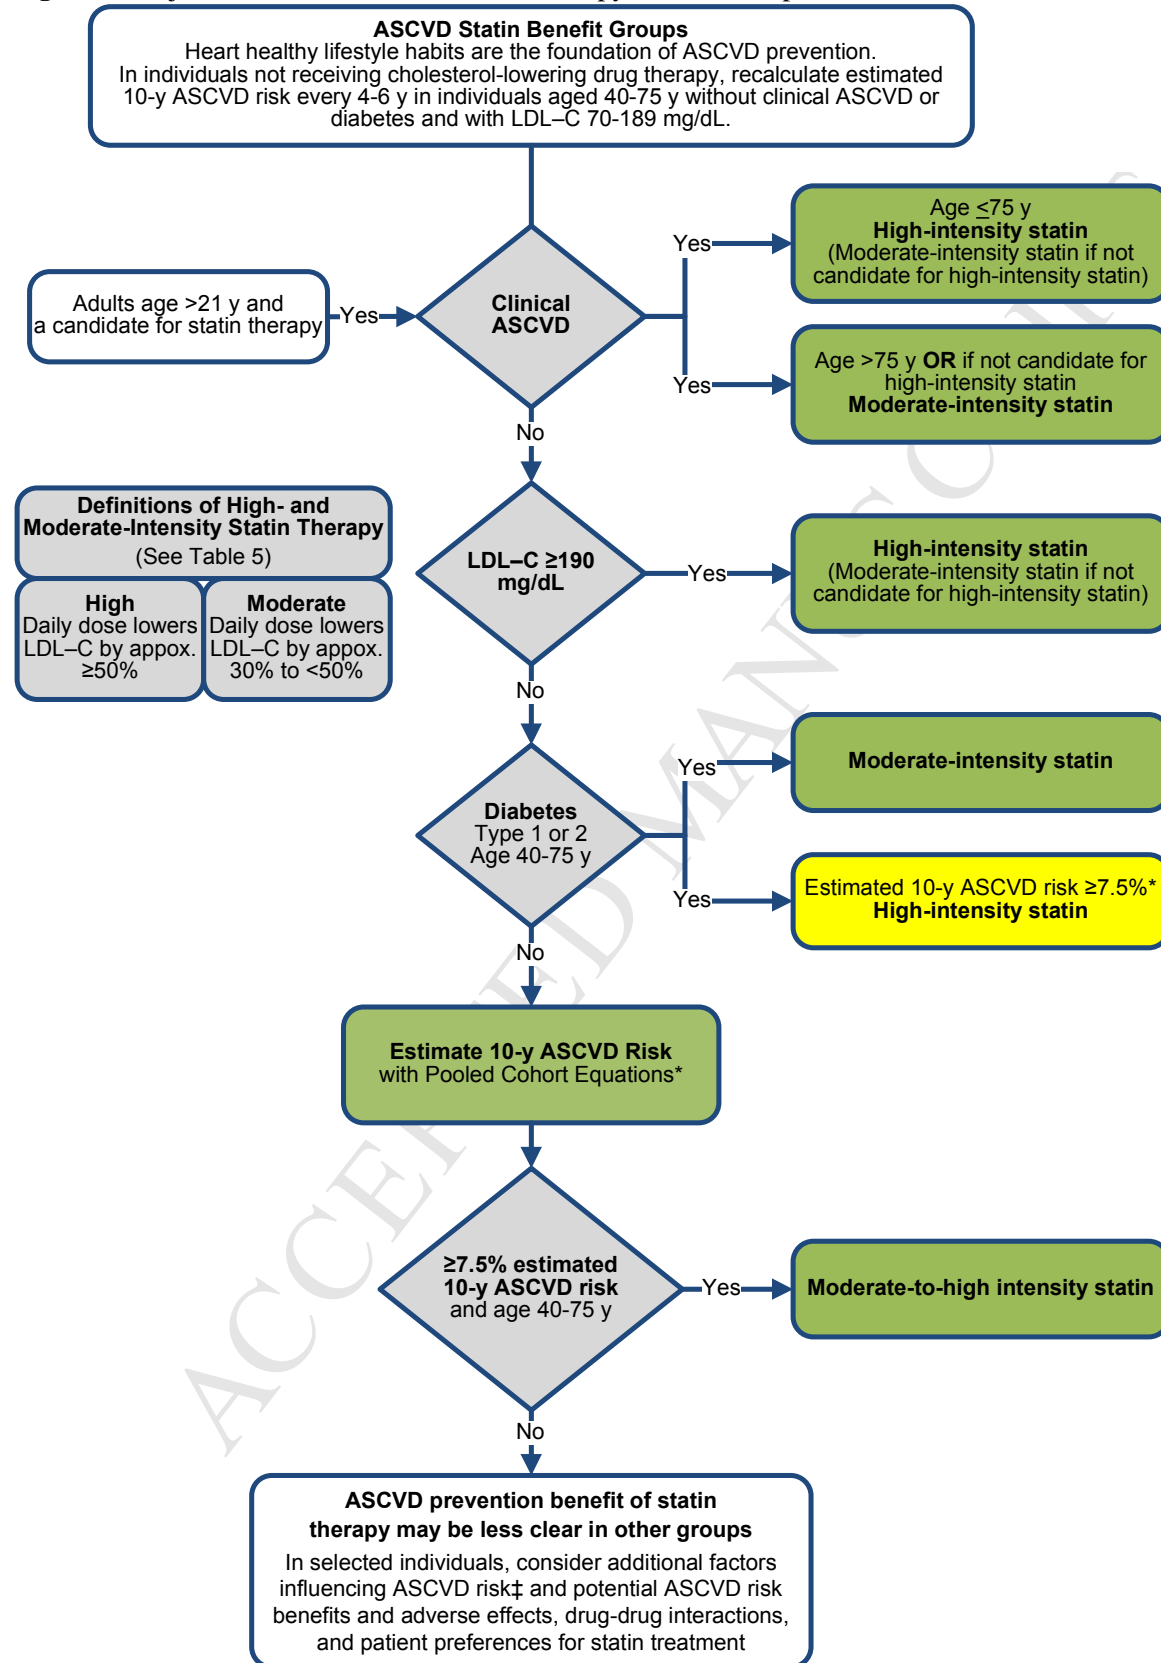 ASCVD Statin Benefit Groups
Heart healthy lifestyle habits are the foundation of ASCVD prevention.
In individuals not receiving cholesterol-lowering drug therapy, recalculate estimated
10-y ASCVD risk every 4-6 y in individuals aged 40-75 y without clinical ASCVD or
diabetes and with LDL–C 70-189 mg/dL.
Adults age >21 y and
a candidate for statin therapy
Yes
Clinical
ASCVD
Yes
Age ≤75 y
High-intensity statin
(Moderate-intensity statin if not
candidate for high-intensity statin)
Yes
Age >75 y OR if not candidate for
high-intensity statin
Moderate-intensity statin
No
Definitions of High- and
Moderate-Intensity Statin Therapy
(See Table 5)
High
Daily dose lowers
LDL–C by appox.
≥50%
Moderate
Daily dose lowers
LDL–C by appox.
30% to <50%
LDL–C ≥190
mg/dL
Yes
High-intensity statin
(Moderate-intensity statin if not
candidate for high-intensity statin)
No
Diabetes
Type 1 or 2
Age 40-75 y
Yes
Moderate-intensity statin
Yes
Estimated 10-y ASCVD risk ≥7.5%*
High-intensity statin
No
Estimate 10-y ASCVD Risk
with Pooled Cohort Equations*
≥7.5% estimated
10-y ASCVD risk
and age 40-75 y
Yes
Moderate-to-high intensity statin
No
ASCVD prevention benefit of statin
therapy may be less clear in other groups
In selected individuals, consider additional factors
influencing ASCVD risk‡ and potential ASCVD risk
benefits and adverse effects, drug-drug interactions,
and patient preferences for statin treatment